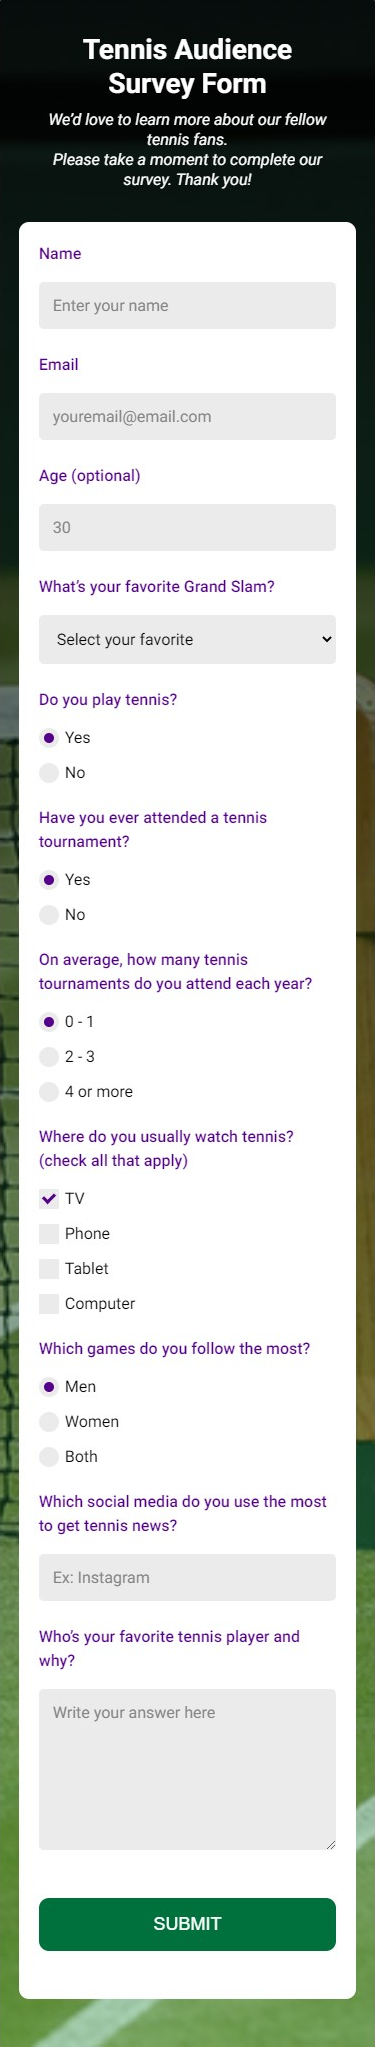 Tennis Audience
Survey Form
We’d love to learn more about our fellow
tennis fans.
Please take a moment to complete our
survey. Thank you!
Name
Enter your name
Email
youremail@email.com
Age (optional)
30
What’s your favorite Grand Slam?
Select your favorite
Do you play tennis?
Yes
No
Have you ever attended a tennis
tournament?
Yes
No
On average, how many tennis
tournaments do you attend each year?
0 - 1
2 - 3
4 or more
Where do you usually watch tennis?
(check all that apply)
TV
Phone
Tablet
Computer
Which games do you follow the most?
Men
Women
Both
Which social media do you use the most
to get tennis news?
Ex: Instagram
Who’s your favorite tennis player and
why?
Write your answer here
SUBMIT